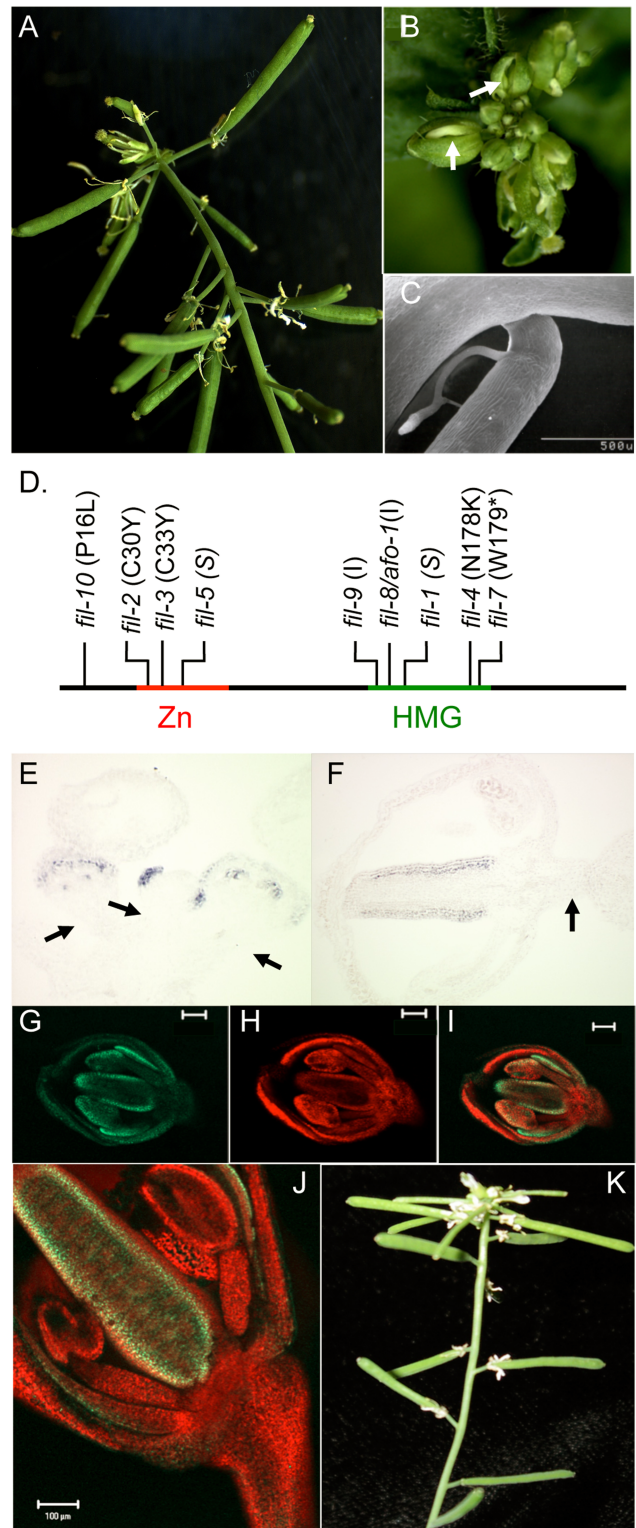 A
B
C
500u
D.
fil-10 (P16L)
fil-2 (C30Y)
fil-3 (C33Y)
fil-5 (S)
fil-9 (I)
fil-8/afo-1(I)
fil-1 (S)
fil-4 (N178K)
fil-7 (W179*)
Zn
HMG
E
F
G
H
I
J
100 µm
K